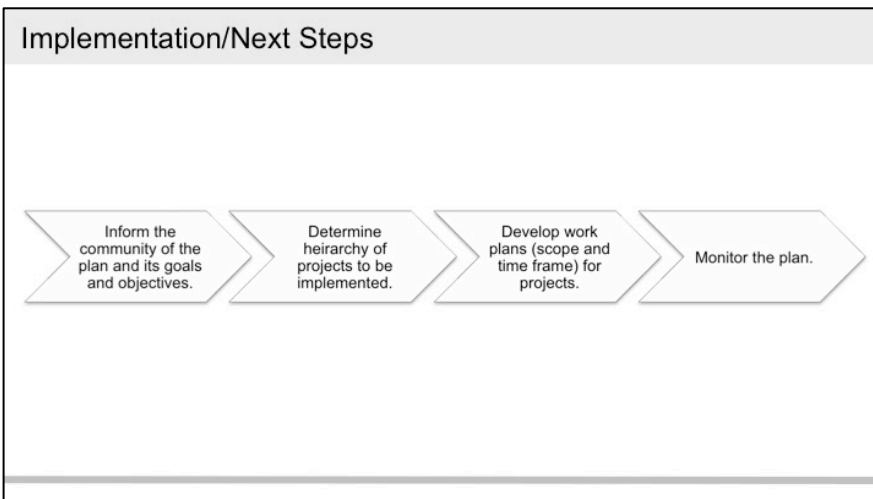 Implementation/Next Steps
Inform the
community of the
plan and its goals
and objectives.
Determine
heirarchy of
projects to be
implemented.
Develop work
plans (scope and
time frame) for
projects.
Monitor the plan.